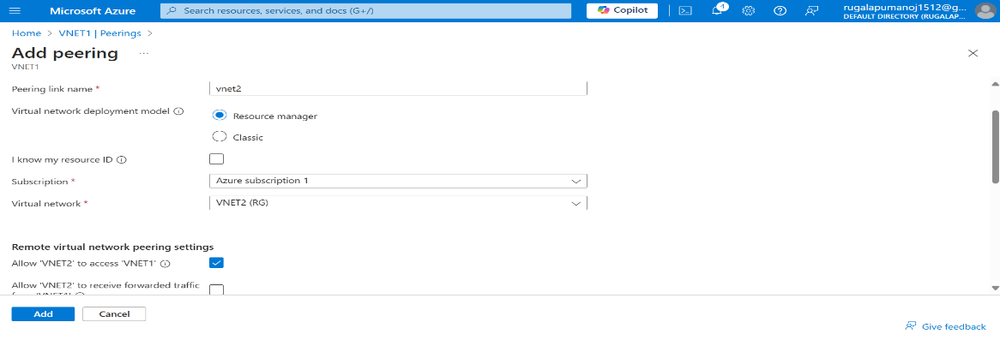 Microsoft Azure
Search resources, services, and docs (G+/)
Copilot
4
rugalapumanoj1512@g...
DEFAULT DIRECTORY (RUGALAP...
Home > VNET1 | Peerings >
Add peering ...
VNET1
Peering link name *
vnet2
Virtual network deployment model
Resource manager
Classic
I know my resource ID
Subscription *
Azure subscription 1
Virtual network *
VNET2 (RG)
Remote virtual network peering settings
Allow 'VNET2' to access 'VNET1'
Allow 'VNET2' to receive forwarded traffic
from 'VNET1'
Add
Cancel
Give feedback